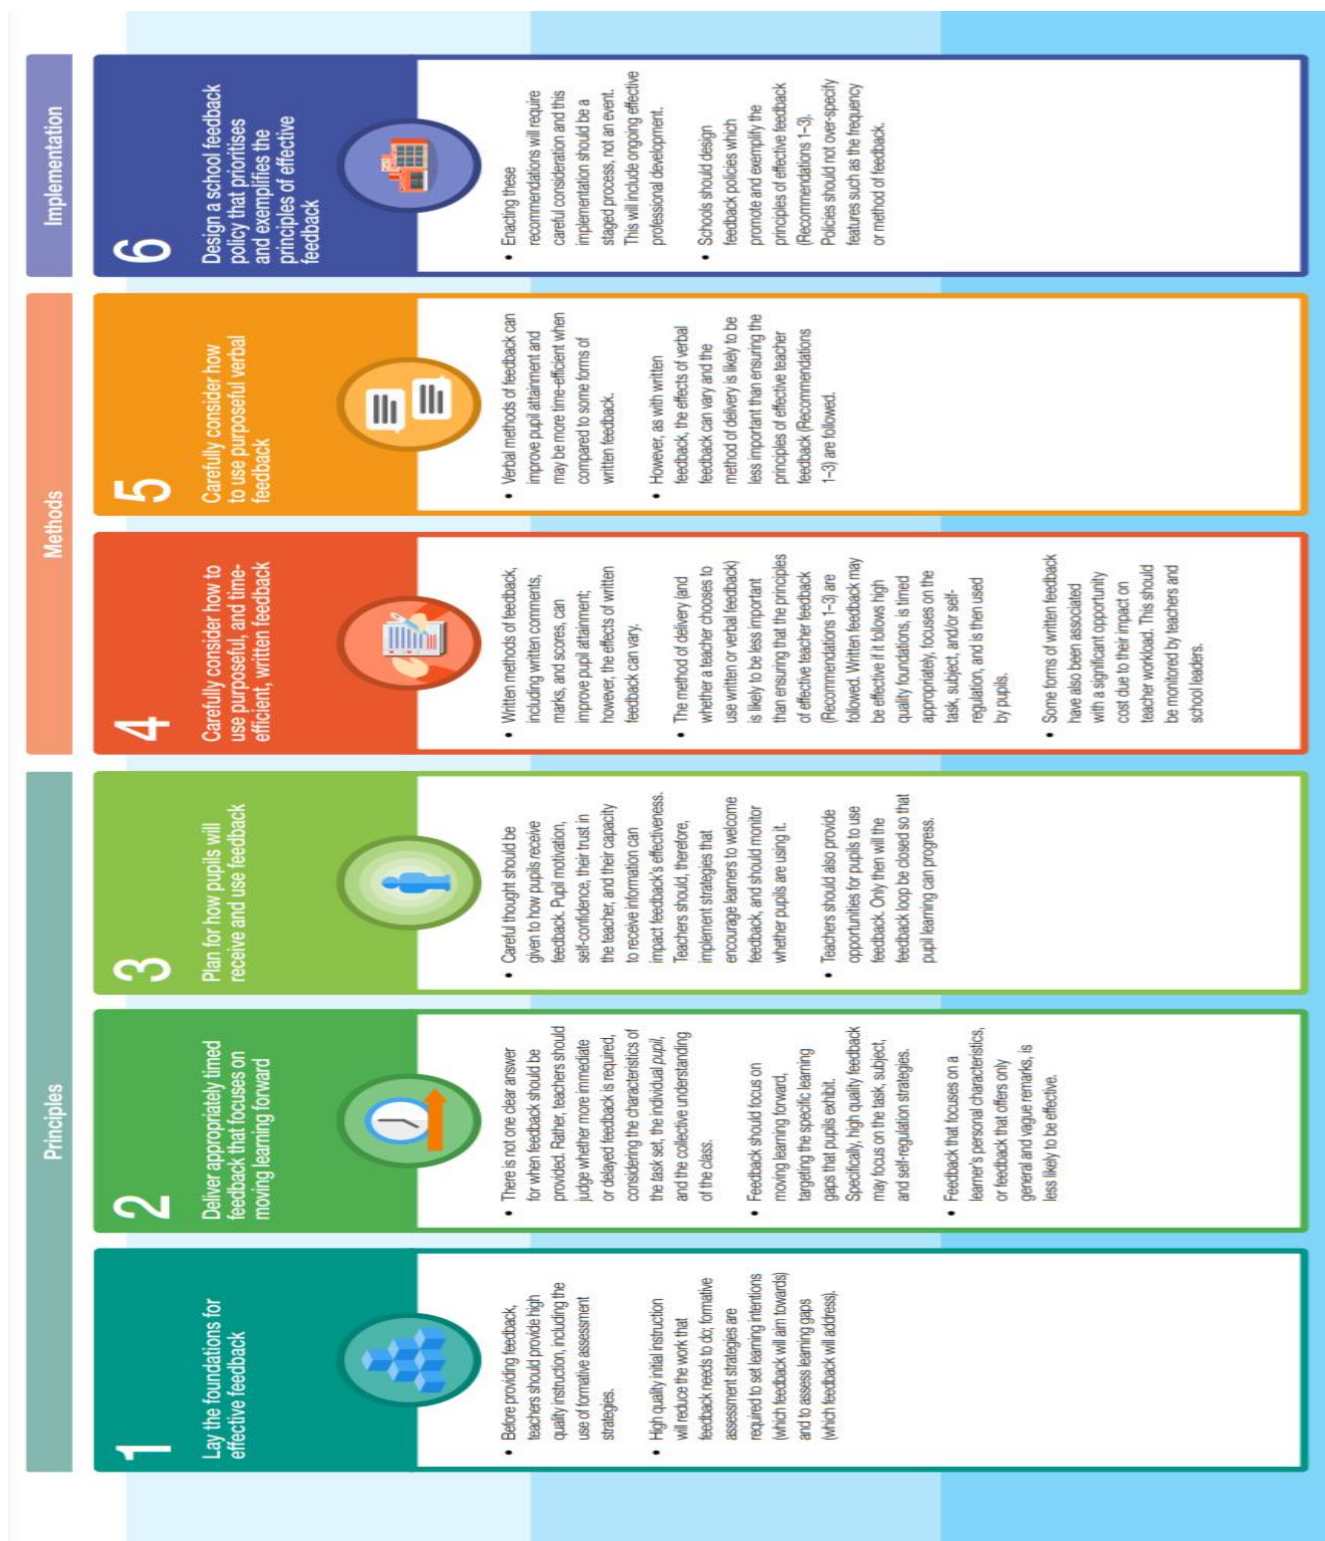 Principles
Methods
Implementation
1
Lay the foundations for
effective feedback
• Before providing feedback,
teachers should provide high
quality instruction, including the
use of formative assessment
strategies.
• High quality initial instruction
will reduce the work that
feedback needs to do; formative
assessment strategies are
required to set learning intentions
(which feedback will aim towards)
and to assess learning gaps
(which feedback will address).
2
Deliver appropriately timed
feedback that focuses on
moving learning forward
• There is not one clear answer
for when feedback should be
provided. Rather, teachers should
judge whether more immediate
or delayed feedback is required,
considering the characteristics of
the task set, the individual pupil,
and the collective understanding
of the class.
• Feedback should focus on
moving learning forward,
targeting the specific learning
gaps that pupils exhibit.
Specifically, high quality feedback
may focus on the task, subject,
and self-regulation strategies.
• Feedback that focuses on a
learner's personal characteristics,
or feedback that offers only
general and vague remarks, is
less likely to be effective.
3
Plan for how pupils will
receive and use feedback
• Careful thought should be
given to how pupils receive
feedback. Pupil motivation,
self-confidence, their trust in
the teacher, and their capacity
to receive information can
impact feedback's effectiveness.
Teachers should, therefore,
implement strategies that
encourage learners to welcome
feedback, and should monitor
whether pupils are using it.
• Teachers should also provide
opportunities for pupils to use
feedback. Only then will the
feedback loop be closed so that
pupil learning can progress.
4
Carefully consider how to
use purposeful, and time-
efficient, written feedback
• Written methods of feedback,
including written comments,
marks, and scores, can
improve pupil attainment;
however, the effects of written
feedback can vary.
• The method of delivery (and
whether a teacher chooses to
use written or verbal feedback)
is likely to be less important
than ensuring that the principles
of effective teacher feedback
(Recommendations 1–3) are
followed. Written feedback may
be effective if it follows high
quality foundations, is timed
appropriately, focuses on the
task, subject, and/or self-
regulation, and is then used
by pupils.
• Some forms of written feedback
have also been associated
with a significant opportunity
cost due to their impact on
teacher workload. This should
be monitored by teachers and
school leaders.
5
Carefully consider how
to use purposeful verbal
feedback
• Verbal methods of feedback can
improve pupil attainment and
may be more time-efficient when
compared to some forms of
written feedback.
• However, as with written
feedback, the effects of verbal
feedback can vary and the
method of delivery is likely to be
less important than ensuring the
principles of effective teacher
feedback (Recommendations
1–3) are followed.
6
Design a school feedback
policy that prioritises
and exemplifies the
principles of effective
feedback
• Enacting these
recommendations will require
careful consideration and this
implementation should be a
staged process, not an event.
This will include ongoing effective
professional development.
• Schools should design
feedback policies which
promote and exemplify the
principles of effective feedback
(Recommendations 1–3).
Policies should not over-specify
features such as the frequency
or method of feedback.